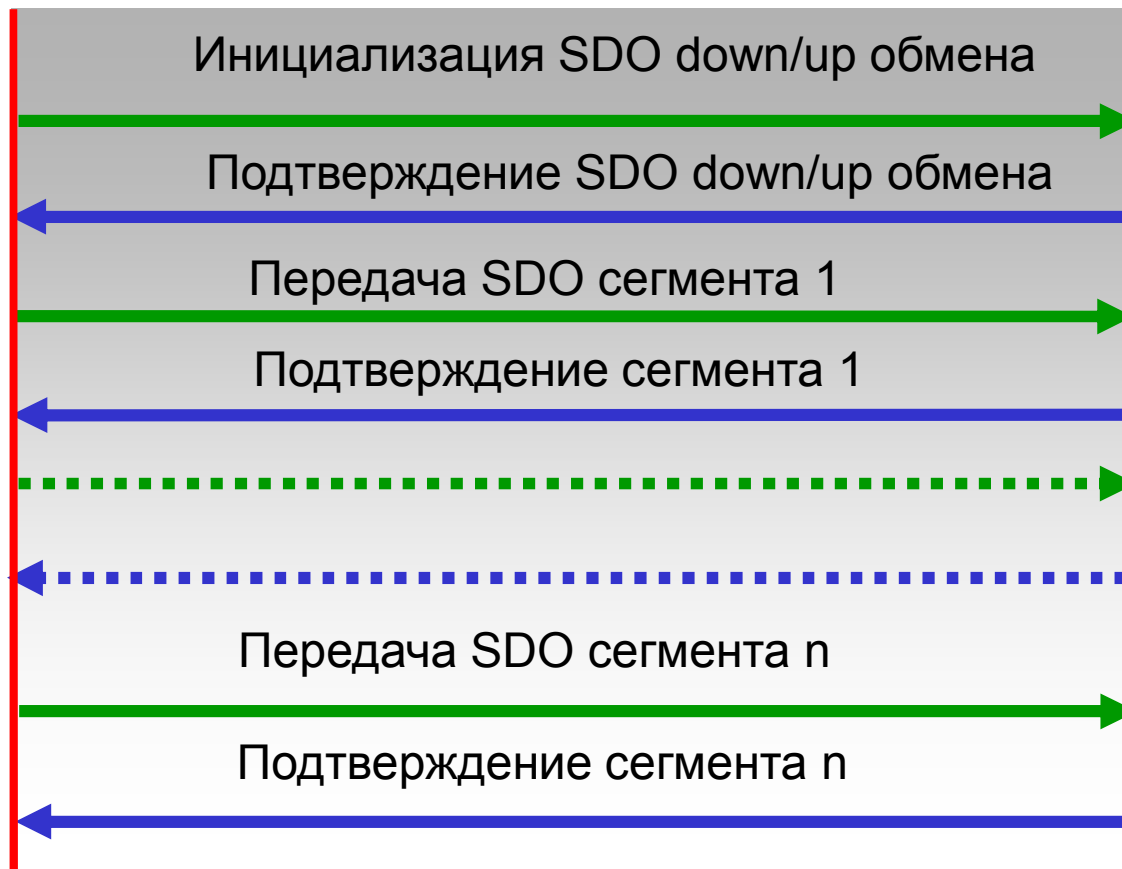 Инициализация SDO down/up обмена
Подтверждение SDO down/up обмена
Передача SDO сегмента 1
Подтверждение сегмента 1
Передача SDO сегмента n
Подтверждение сегмента n